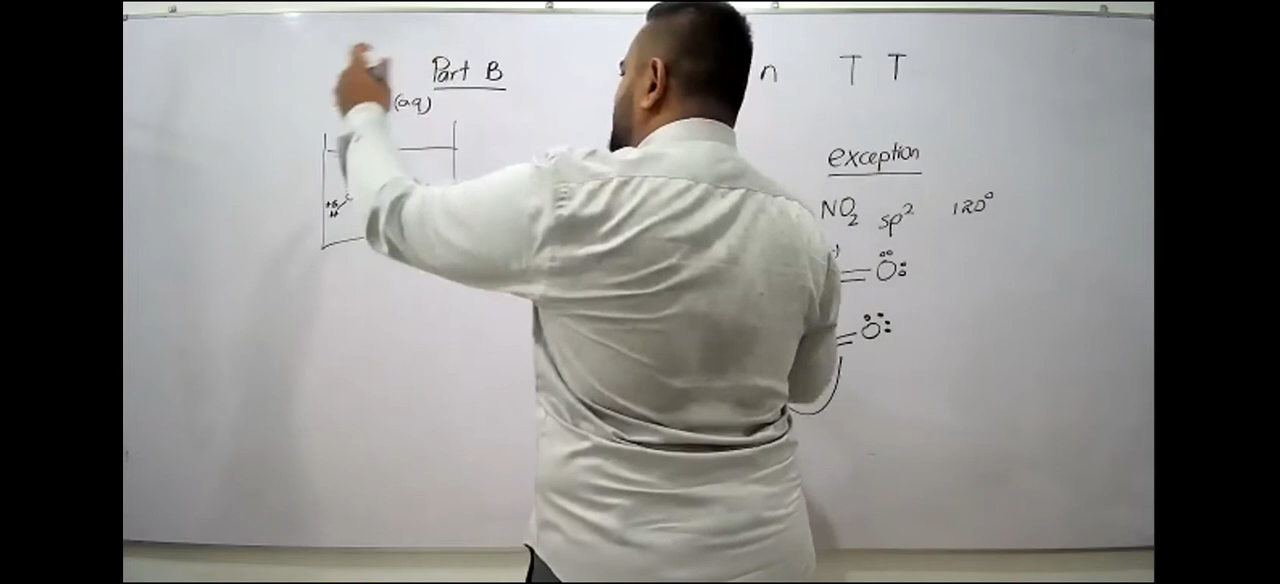 Part B
(aq)
n T T
exception
NO₂ sp² 120°
=Ö:
=Ö: